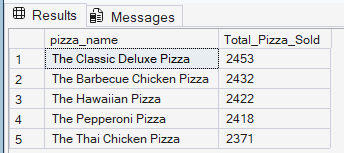 Results Messages
pizza_name Total_Pizza_Sold
1 The Classic Deluxe Pizza 2453
2 The Barbecue Chicken Pizza 2432
3 The Hawaiian Pizza 2422
4 The Pepperoni Pizza 2418
5 The Thai Chicken Pizza 2371